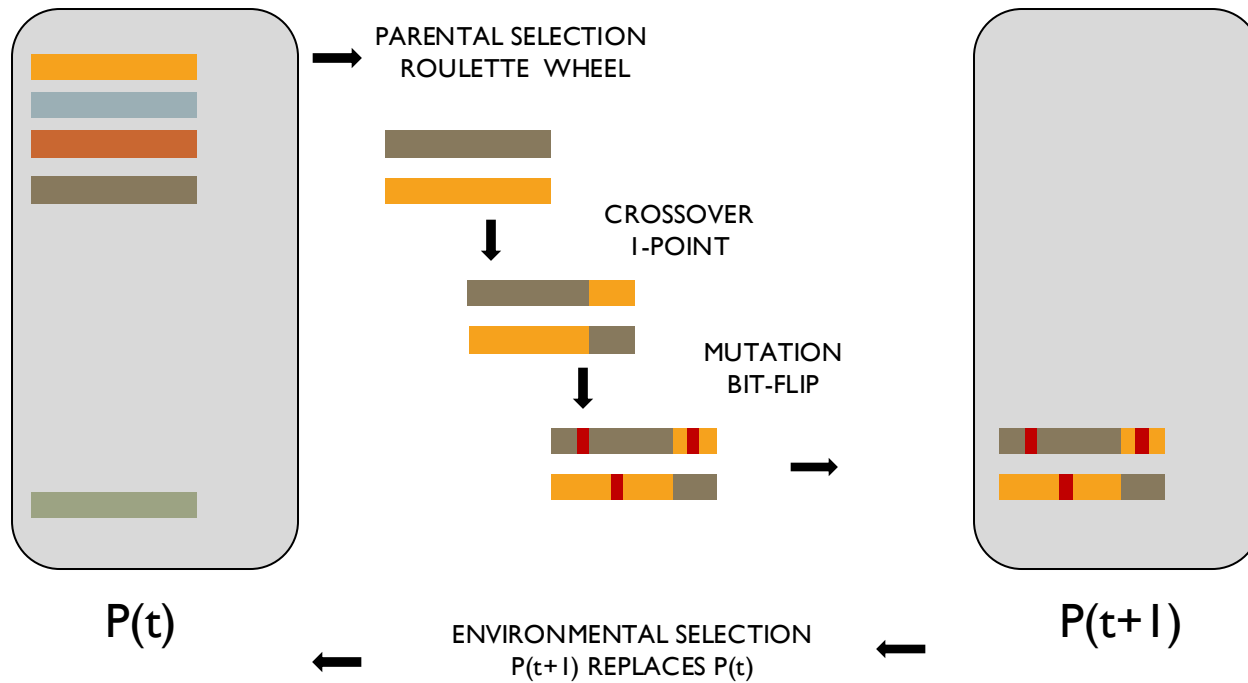 PARENTAL SELECTION
ROULETTE WHEEL
CROSSOVER
1-POINT
MUTATION
BIT-FLIP
P(t)
P(t+1)
ENVIRONMENTAL SELECTION
P(t+1) REPLACES P(t)